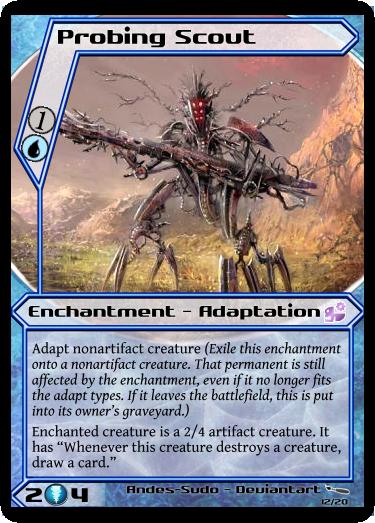 Probing Scout
1
Enchantment - Adaptation
Adapt nonartifact creature (Exile this enchantment
onto a nonartifact creature. That permanent is still
affected by the enchantment, even if it no longer fits
the adapt types. If it leaves the battlefield, this is put
into its owner's graveyard.)
Enchanted creature is a 2/4 artifact creature. It
has “Whenever this creature destroys a creature,
draw a card.”
2 4
Andes-Sudo - Deviantart
12/20